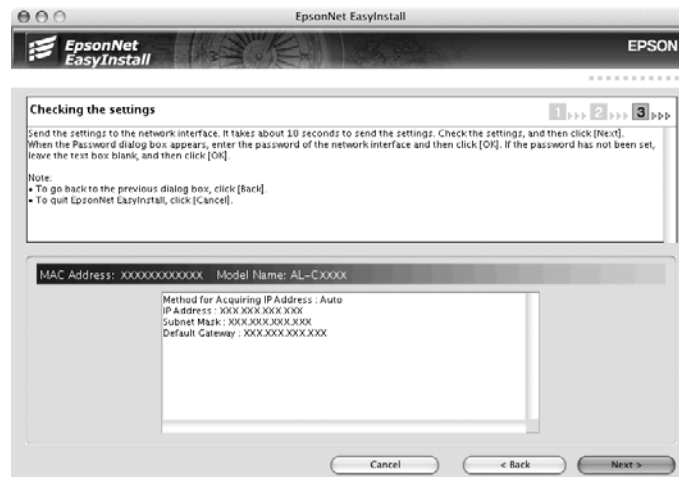 EpsonNet EasyInstall
EpsonNet
EasyInstall
EPSON
Checking the settings
1 2 3
Send the settings to the network interface. It takes about 10 seconds to send the settings. Check the settings, and then click [Next].
When the Password dialog box appears, enter the password of the network interface and then click [OK]. If the password has not been set,
leave the text box blank, and then click [OK].
Note:
• To go back to the previous dialog box, click [Back].
• To quit EpsonNet EasyInstall, click [Cancel].
MAC Address: XXXXXXXXXXXX Model Name: AL-CXXXX
Method for Acquiring IP Address : Auto
IP Address : XXX.XXX.XXX.XXX
Subnet Mask : XXX.XXX.XXX.XXX
Default Gateway : XXX.XXX.XXX.XXX
Cancel < Back Next >